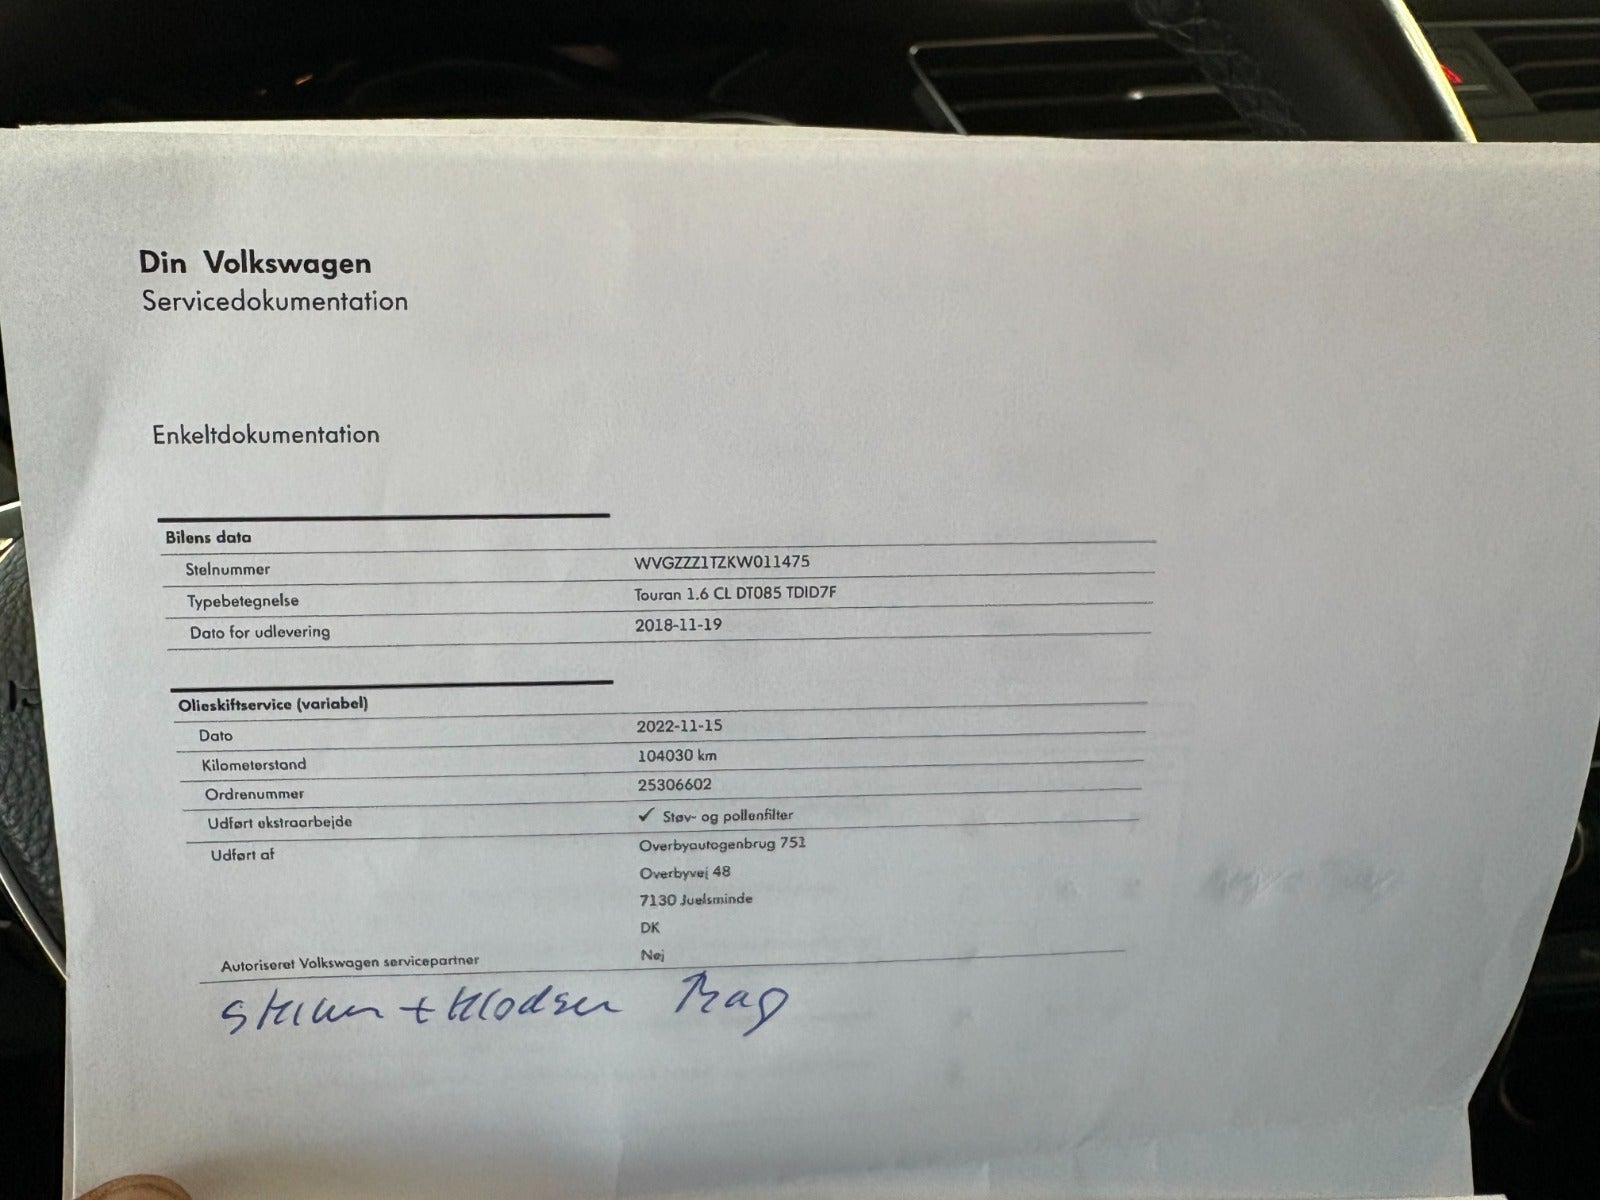 Din Volkswagen
Servicedokumentation
Enkeltdokumentation
Bilens data
Stelnummer WVGZZZ1TZKW011475
Typebetegnelse Touran 1.6 CL DT085 TDID7F
Dato for udlevering 2018-11-19
Olieskiftservice (variabel)
Dato 2022-11-15
Kilometerstand 104030 km
Ordrenummer 25306602
Udført ekstraarbejde ✓ Støv- og pollenfilter
Udført af Overbyautogenbrug 751
Overbyvej 48
7130 Juelsminde
DK
Autoriseret Volkswagen servicepartner Nej
+ Klodser Bag